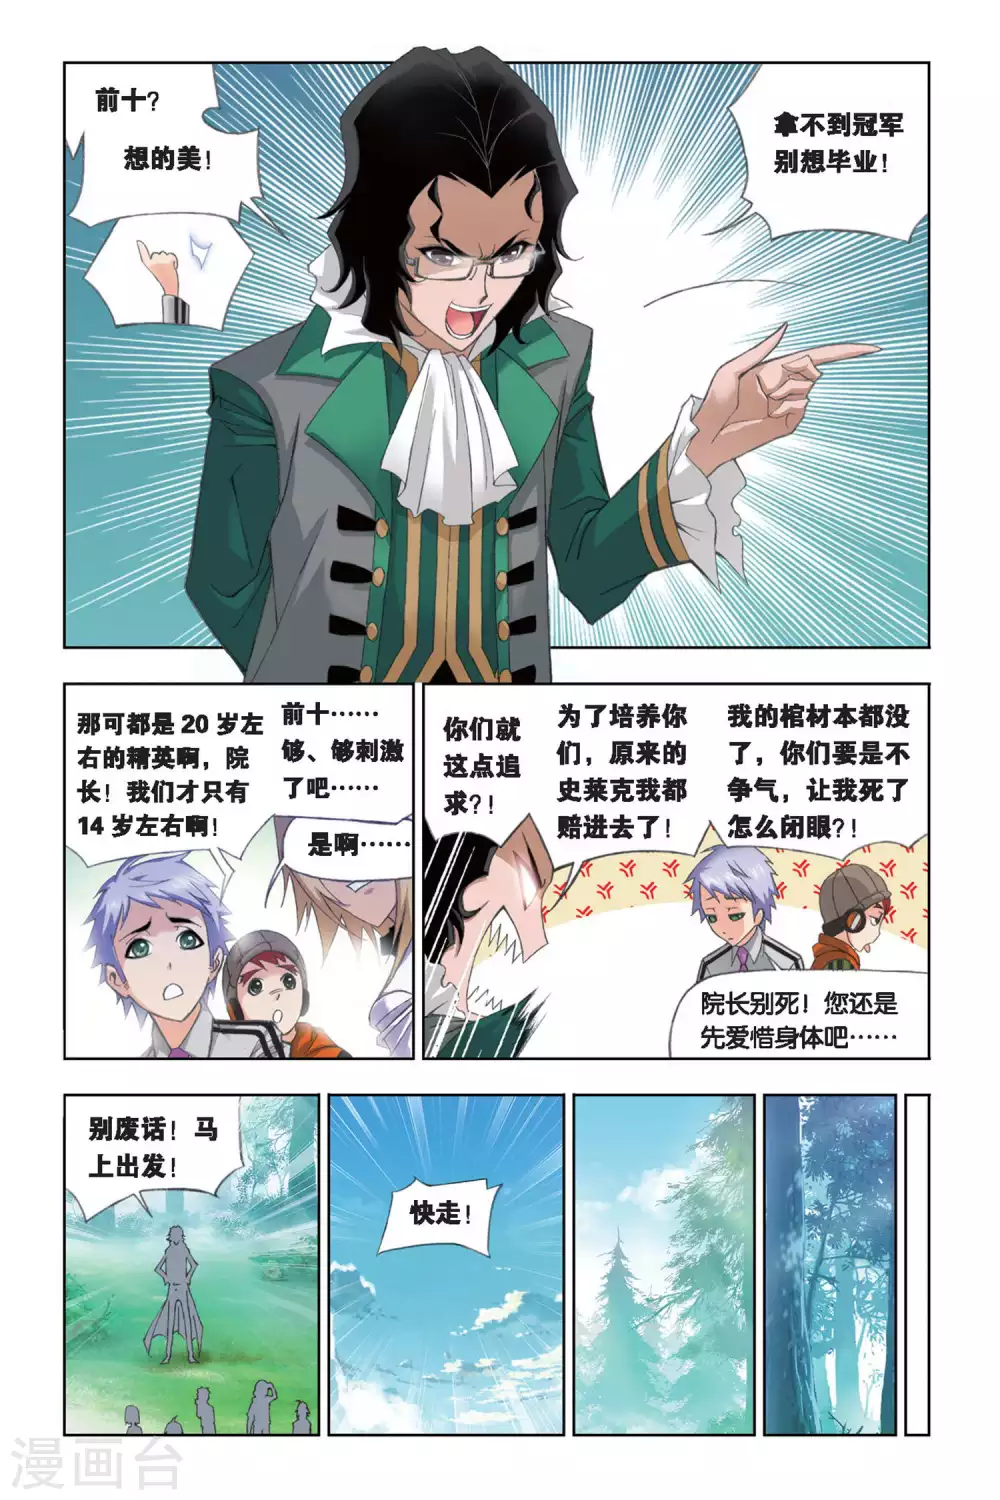 前十?
想的美!
拿不到冠军
别想毕业!
那可都是 20 岁左
右的精英啊，院
长！我们才只有
14 岁左右啊！
前十……
够、够刺激
了吧……
是啊……
你们就
这点追
求?!
为了培养你
们，原来的
史莱克我都
赔进去了！
我的棺材本都没
了，你们要是不
争气，让我死了
怎么闭眼?!
院长别死！您还是
先爱惜身体吧……
别废话！马
上出发！
快走！
漫画台